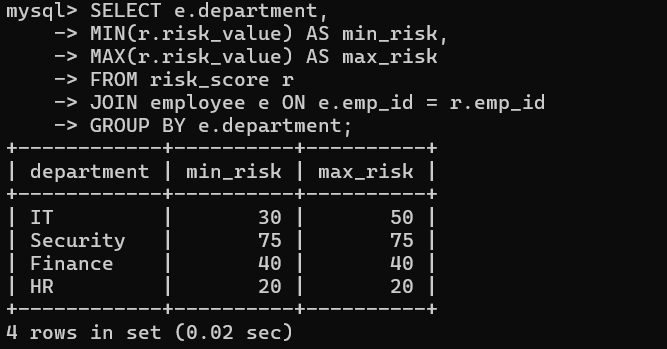 mysql> SELECT e.department,
    -> MIN(r.risk_value) AS min_risk,
    -> MAX(r.risk_value) AS max_risk
    -> FROM risk_score r
    -> JOIN employee e ON e.emp_id = r.emp_id
    -> GROUP BY e.department;
+------------+----------+----------+
| department | min_risk | max_risk |
+------------+----------+----------+
| IT         |       30 |       50 |
| Security   |       75 |       75 |
| Finance    |       40 |       40 |
| HR         |       20 |       20 |
+------------+----------+----------+
4 rows in set (0.02 sec)